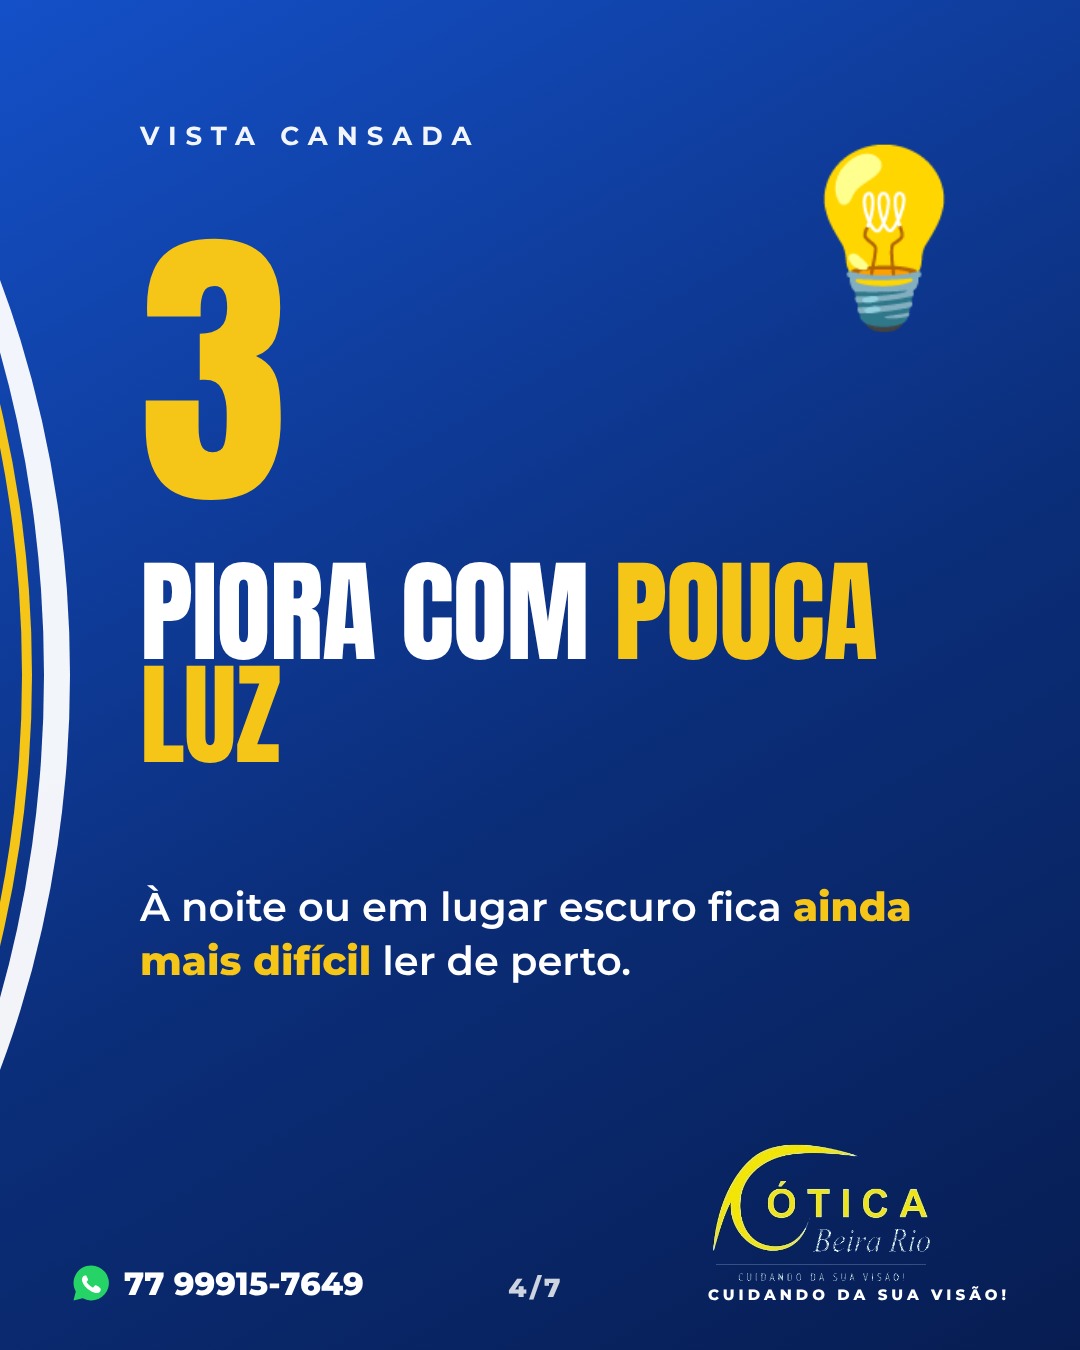 VISTA CANSADA
3
PIORA COM POUCA
LUZ
À noite ou em lugar escuro fica ainda
mais difícil ler de perto.
ÓTICA
Beira Rio
CUIDANDO DA SUA VISÃO!
CUIDANDO DA SUA VISÃO!
77 99915-7649
4/7